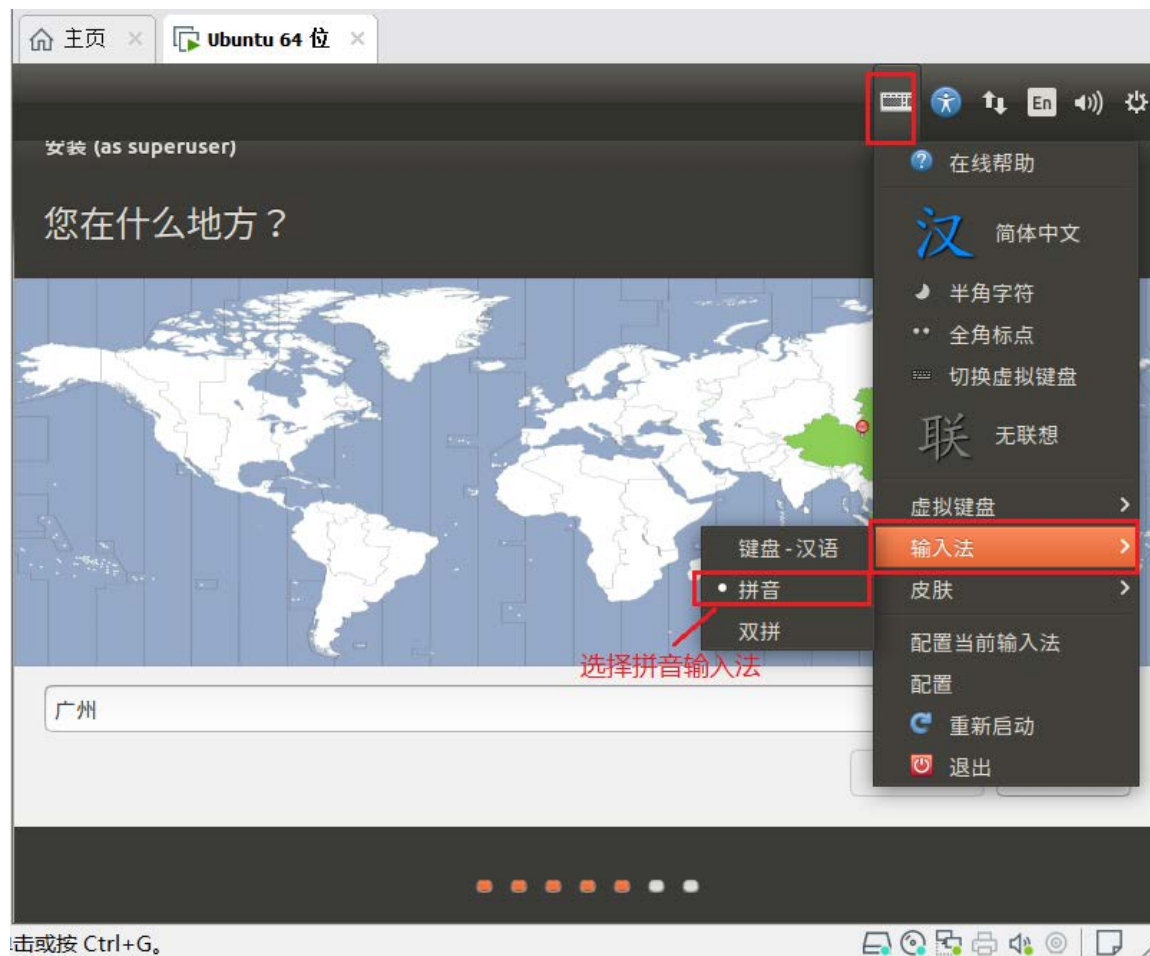 主页
Ubuntu 64 位
En
安装 (as superuser)
您在什么地方？
在线帮助
汉 简体中文
半角字符
全角标点
切换虚拟键盘
联 无联想
虚拟键盘
输入法
皮肤
键盘-汉语
拼音
双拼
选择拼音输入法
配置当前输入法
配置
重新启动
退出
广州
击或按 Ctrl+G。